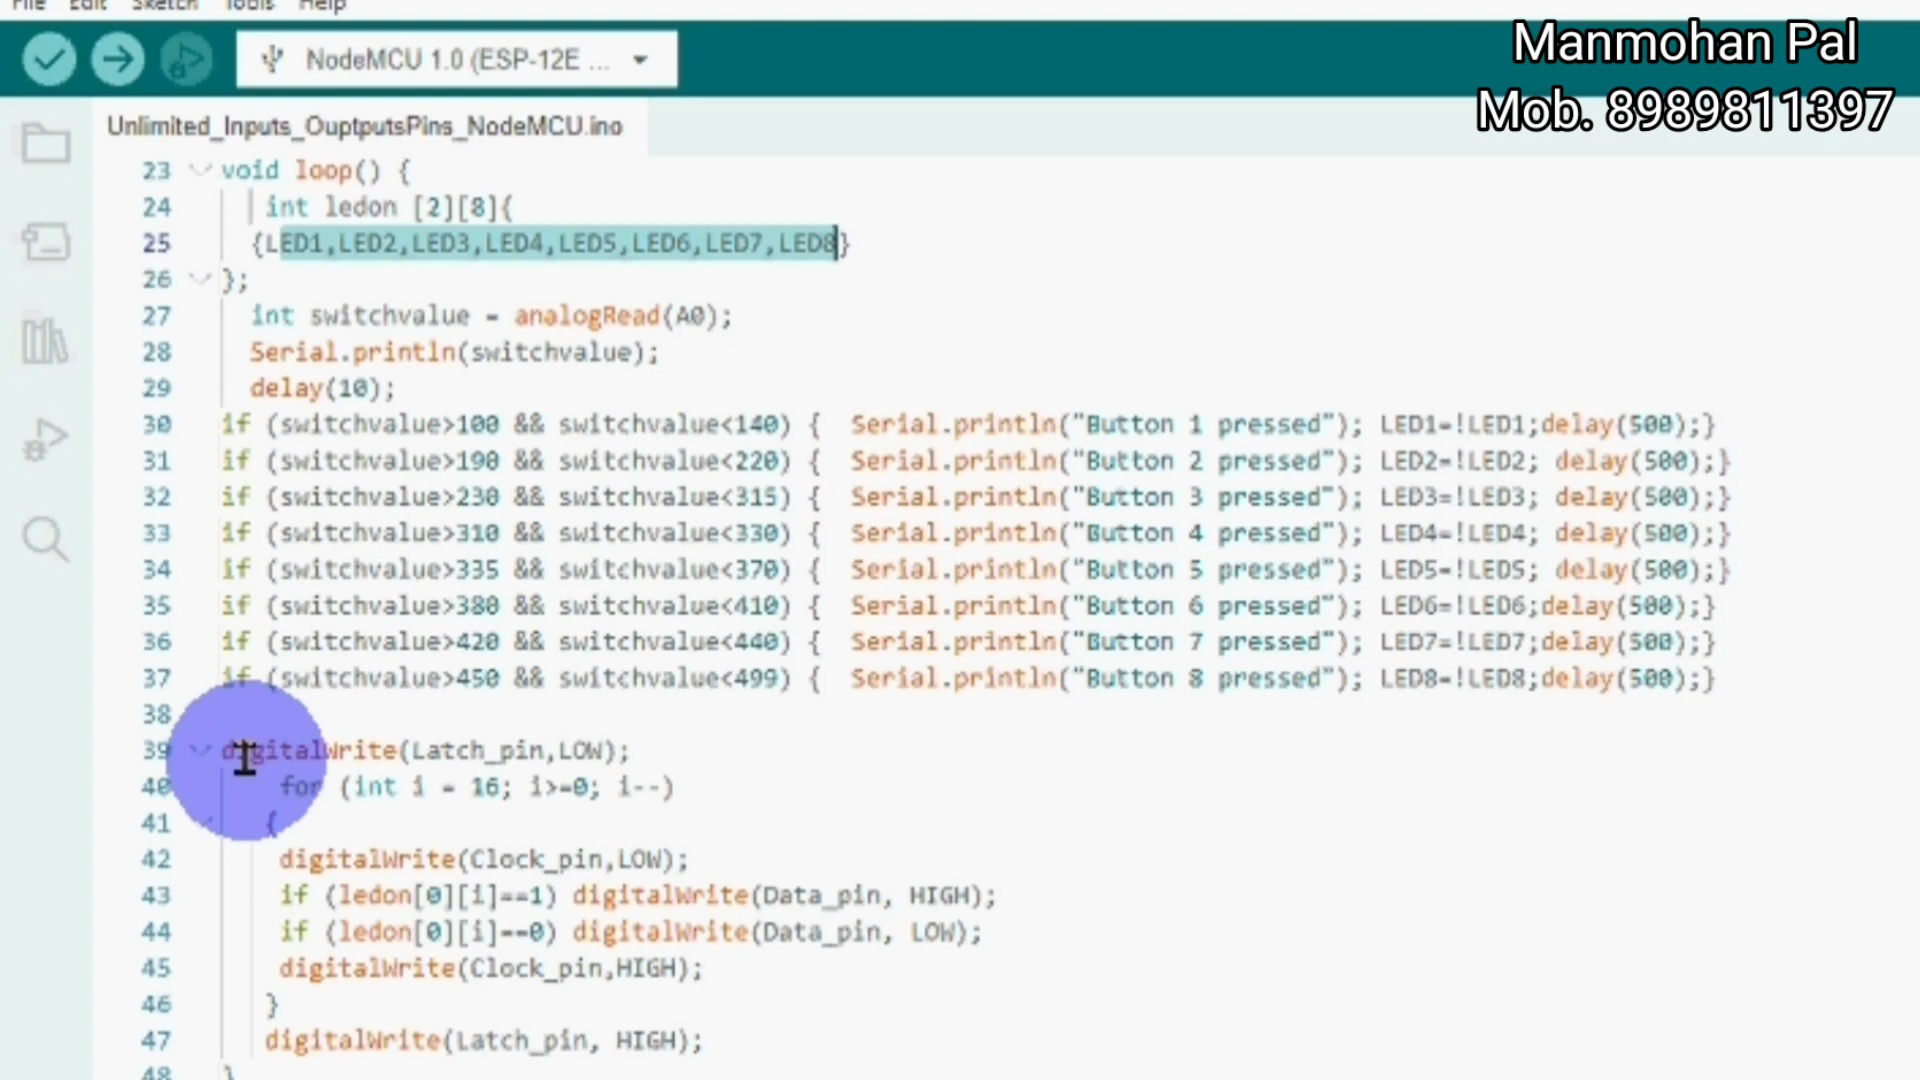 File Edit Sketch Tools Help
Manmohan Pal
NodeMCU 1.0 (ESP-12E ...
Mob. 8989811397
Unlimited_Inputs_OuptputsPins_NodeMCU.ino
23 void loop() {
24 int ledon [2][8]{
25 {LED1,LED2,LED3,LED4,LED5,LED6,LED7,LED8}
26 };
27 int switchvalue = analogRead(A0);
28 Serial.println(switchvalue);
29 delay(10);
30 if (switchvalue>100 && switchvalue<140) { Serial.println("Button 1 pressed"); LED1=!LED1;delay(500);}
31 if (switchvalue>190 && switchvalue<220) { Serial.println("Button 2 pressed"); LED2=!LED2; delay(500);}
32 if (switchvalue>230 && switchvalue<315) { Serial.println("Button 3 pressed"); LED3=!LED3; delay(500);}
33 if (switchvalue>310 && switchvalue<330) { Serial.println("Button 4 pressed"); LED4=!LED4; delay(500);}
34 if (switchvalue>335 && switchvalue<370) { Serial.println("Button 5 pressed"); LED5=!LED5; delay(500);}
35 if (switchvalue>380 && switchvalue<410) { Serial.println("Button 6 pressed"); LED6=!LED6;delay(500);}
36 if (switchvalue>420 && switchvalue<440) { Serial.println("Button 7 pressed"); LED7=!LED7;delay(500);}
37 if (switchvalue>450 && switchvalue<499) { Serial.println("Button 8 pressed"); LED8=!LED8;delay(500);}
38
39 digitalWrite(Latch_pin,LOW);
40 for (int i = 16; i>=0; i--)
41 {
42 digitalWrite(Clock_pin,LOW);
43 if (ledon[0][i]==1) digitalWrite(Data_pin, HIGH);
44 if (ledon[0][i]==0) digitalWrite(Data_pin, LOW);
45 digitalWrite(Clock_pin,HIGH);
46 }
47 digitalWrite(Latch_pin, HIGH);
48 }